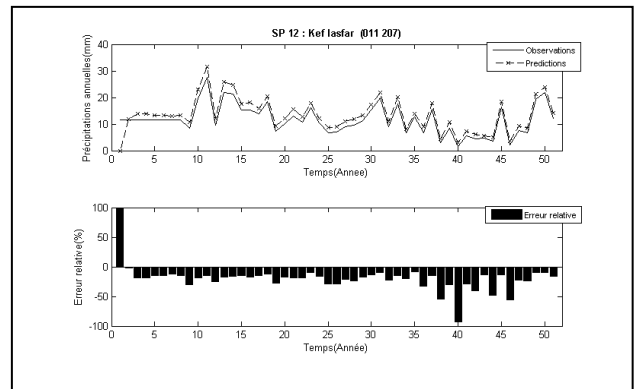 SP 12 : Kef lasfar (011 207)
Précipitations annuelles(mm)
40
30
20
10
0
Observations
Predictions
0 5 10 15 20 25 30 35 40 45 50
Temps(Annee)
Erreur relative(%)
100
50
0
-50
-100
Erreur relative
0 5 10 15 20 25 30 35 40 45 50
Temps(Année)